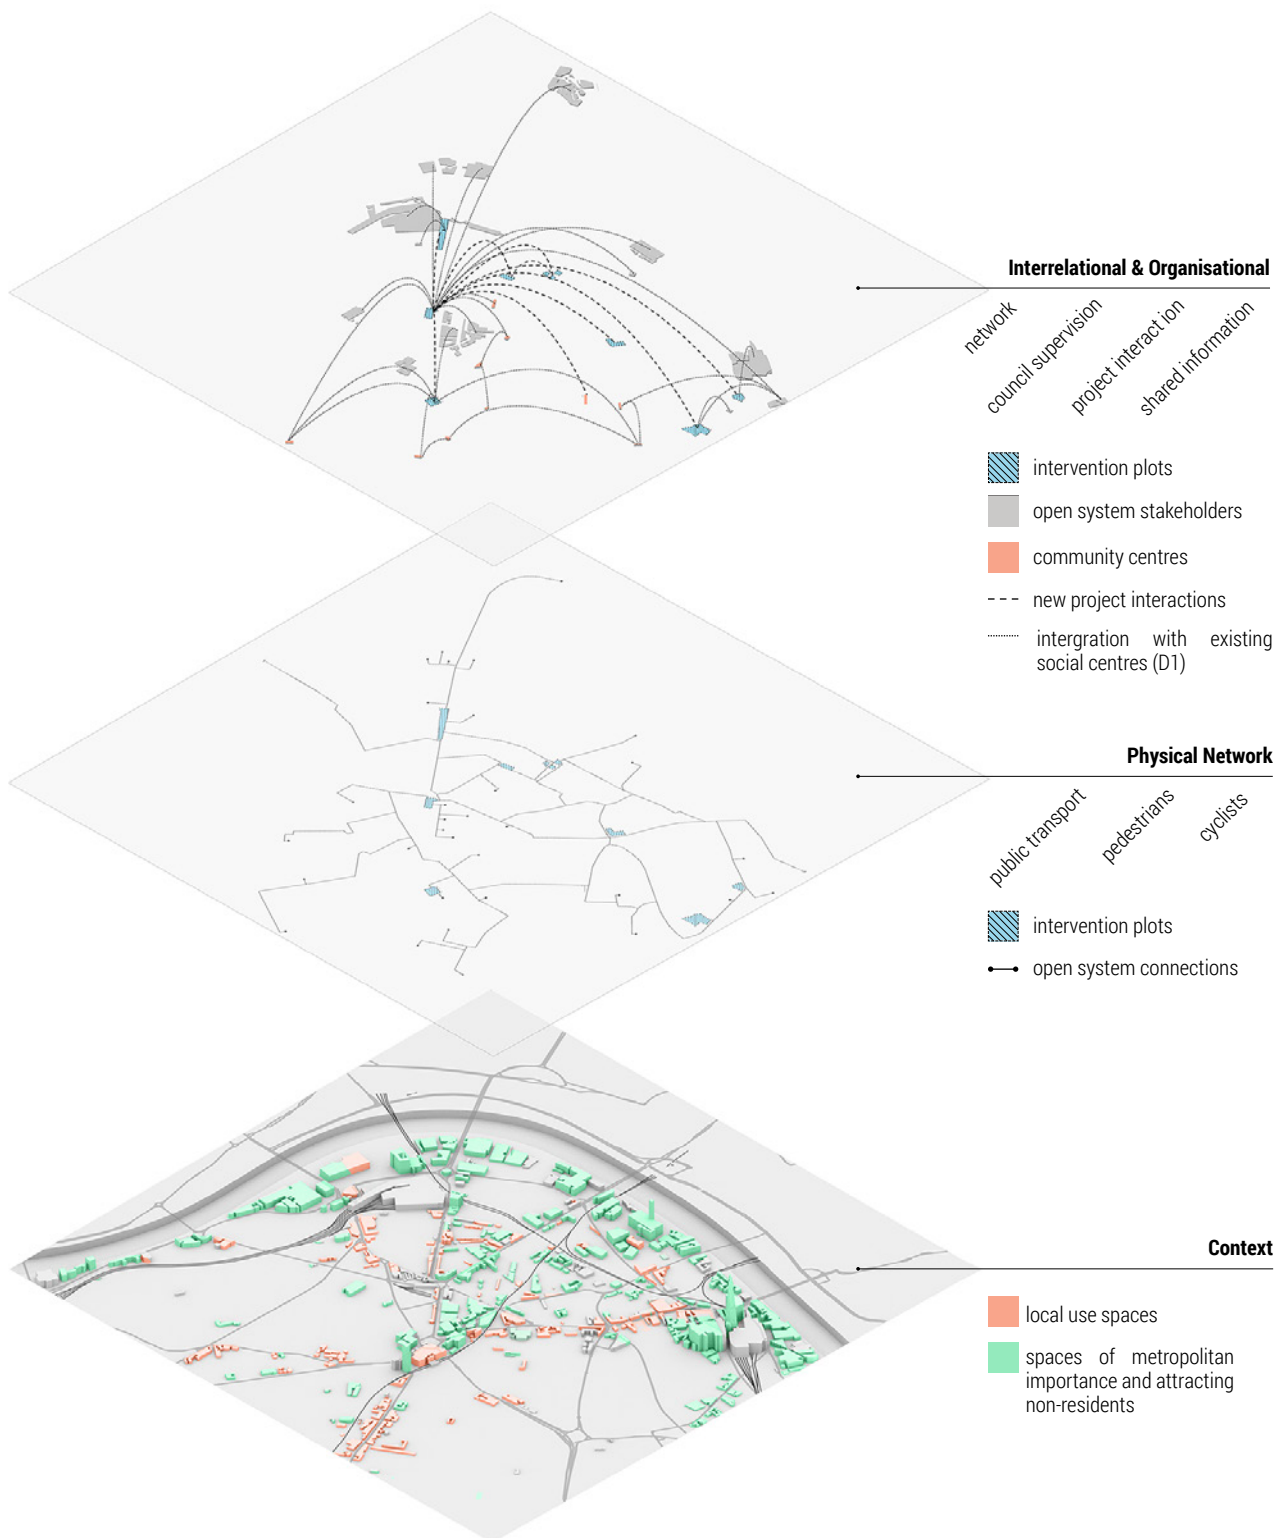 Interrelational & Organisational
network
council supervision
project interact ion
shared information
intervention plots
open system stakeholders
community centres
new project interactions
intergration with existing
social centres (D1)
Physical Network
public transport
pedestrians
cyclists
intervention plots
open system connections
Context
local use spaces
spaces of metropolitan
importance and attracting
non-residents